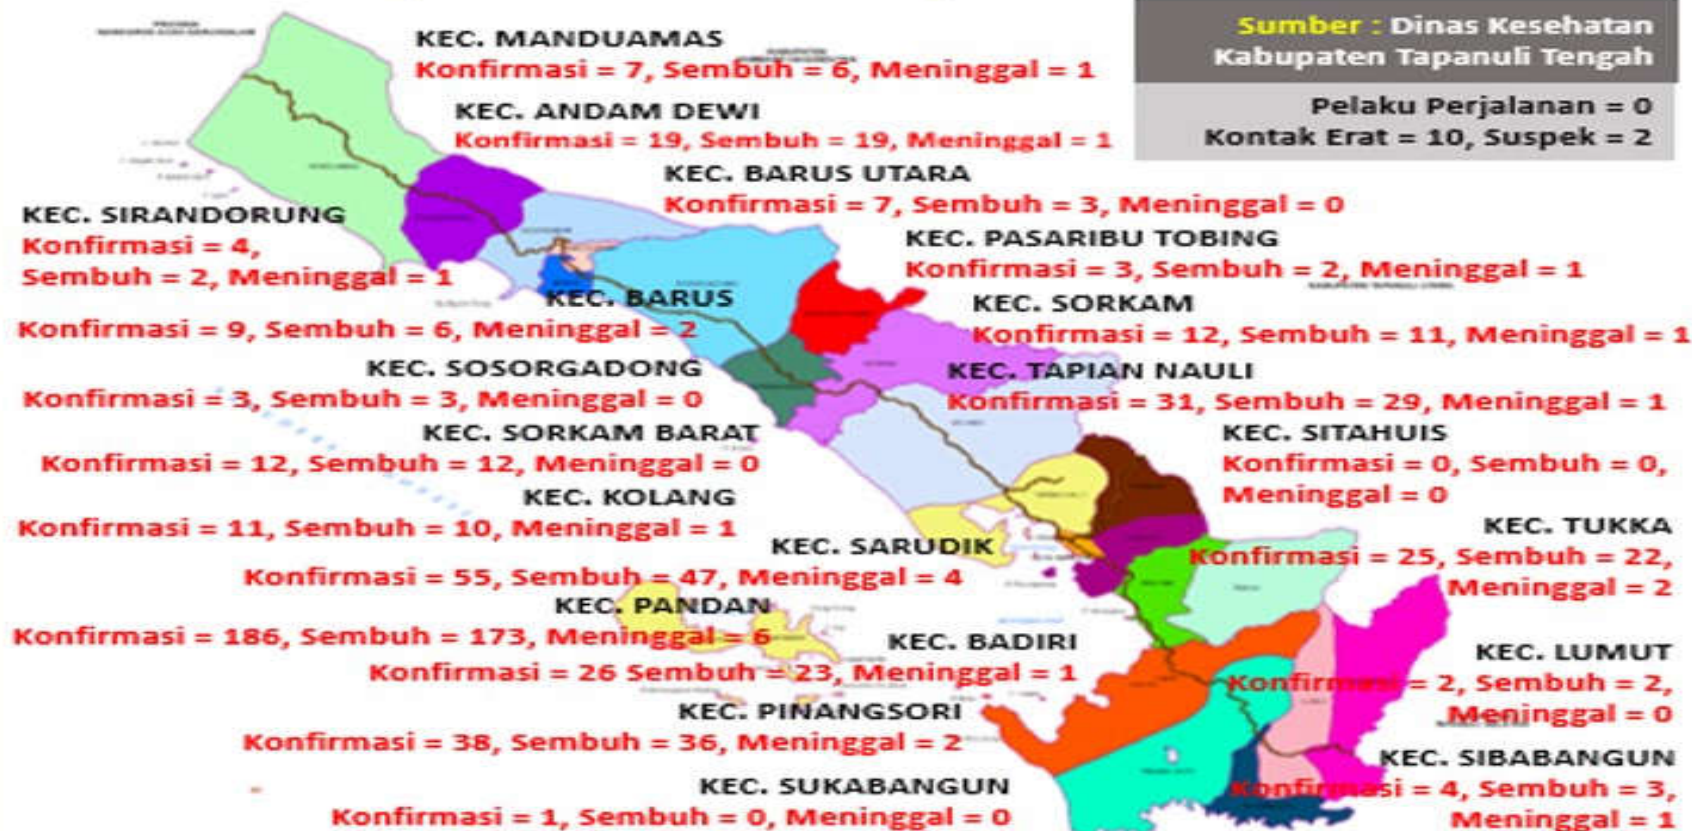 Sumber : Dinas Kesehatan
Kabupaten Tapanuli Tengah
Pelaku Perjalanan = 0
Kontak Erat = 10, Suspek = 2
KEC. MANDUAMAS
Konfirmasi = 7, Sembuh = 6, Meninggal = 1
KEC. ANDAM DEWI
Konfirmasi = 19, Sembuh = 19, Meninggal = 1
KEC. BARUS UTARA
Konfirmasi = 7, Sembuh = 3, Meninggal = 0
KEC. SIRANDORUNG
Konfirmasi = 4,
Sembuh = 2, Meninggal = 1
KEC. PASARIBU TOBING
Konfirmasi = 3, Sembuh = 2, Meninggal = 1
KEC. BARUS
Konfirmasi = 9, Sembuh = 6, Meninggal = 2
KEC. SORKAM
Konfirmasi = 12, Sembuh = 11, Meninggal = 1
KEC. SOSORGADONG
Konfirmasi = 3, Sembuh = 3, Meninggal = 0
KEC. TAPIAN NAULI
Konfirmasi = 31, Sembuh = 29, Meninggal = 1
KEC. SORKAM BARAT
Konfirmasi = 12, Sembuh = 12, Meninggal = 0
KEC. SITAHUIS
Konfirmasi = 0, Sembuh = 0,
Meninggal = 0
KEC. KOLANG
Konfirmasi = 11, Sembuh = 10, Meninggal = 1
KEC. TUKKA
Konfirmasi = 25, Sembuh = 22,
Meninggal = 2
KEC. SARUDIK
Konfirmasi = 55, Sembuh = 47, Meninggal = 4
KEC. PANDAN
Konfirmasi = 186, Sembuh = 173, Meninggal = 6
KEC. BADIRI
Konfirmasi = 26 Sembuh = 23, Meninggal = 1
KEC. LUMUT
Konfirmasi = 2, Sembuh = 2,
Meninggal = 0
KEC. PINANGSORI
Konfirmasi = 38, Sembuh = 36, Meninggal = 2
KEC. SIBABANGUN
Konfirmasi = 4, Sembuh = 3,
Meninggal = 1
KEC. SUKABANGUN
Konfirmasi = 1, Sembuh = 0, Meninggal = 0